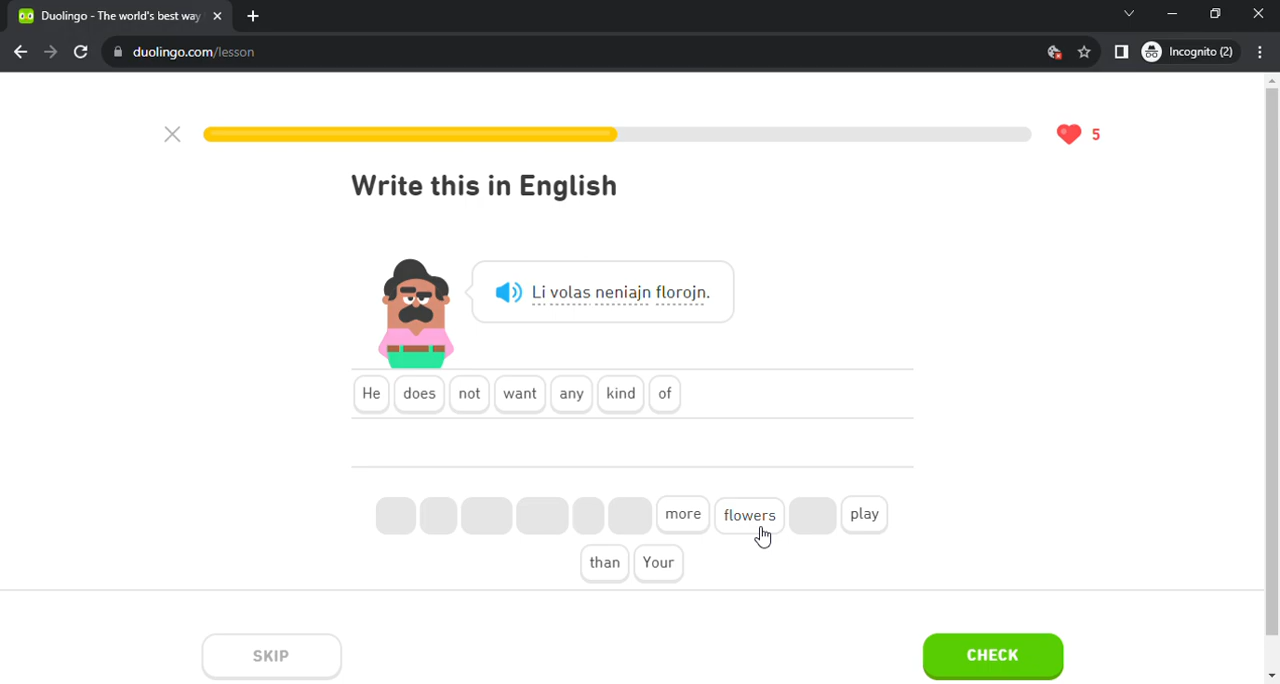 Duolingo - The world's best way
duolingo.com/lesson
Incognito (2)
5
Write this in English
Li volas neniajn florojn.
He does not want any kind of
more flowers play
than Your
SKIP
CHECK